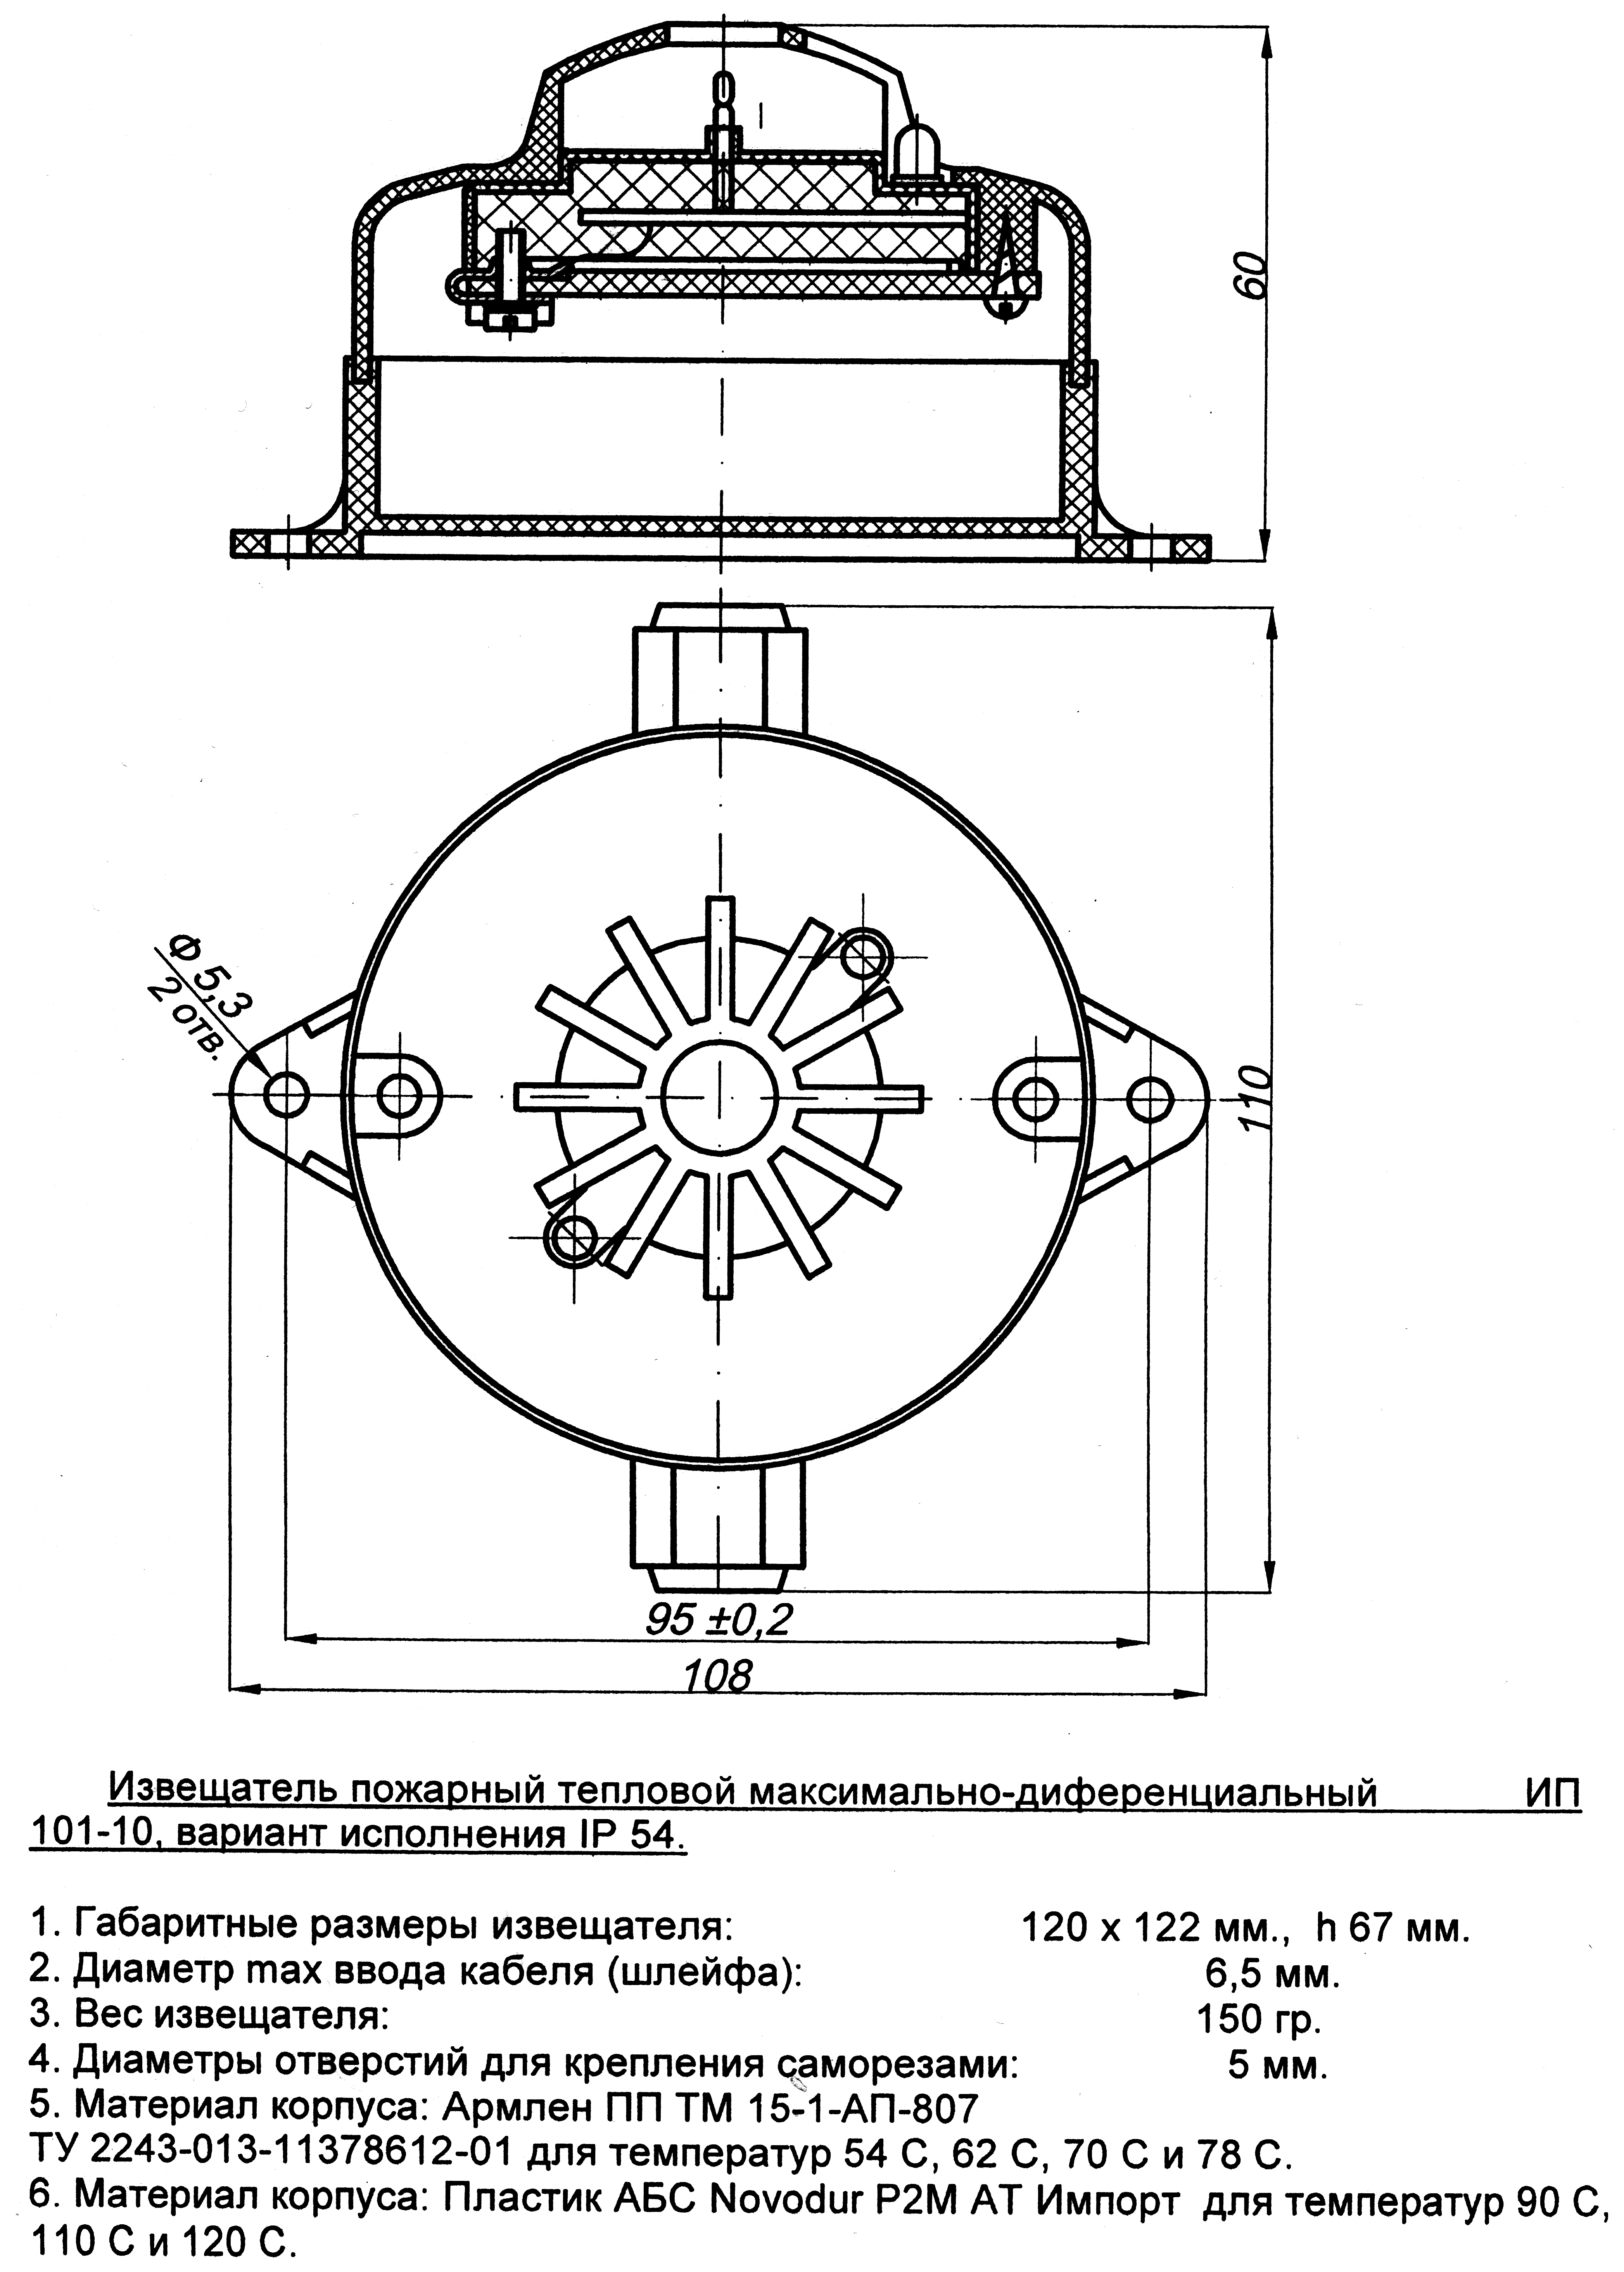 60
110
Ф 5,3
2 отв.
95 ±0,2
108
Извещатель пожарный тепловой максимально-диференциальный ИП
101-10, вариант исполнения IP 54.
1. Габаритные размеры извещателя: 120 х 122 мм., h 67 мм.
2. Диаметр max ввода кабеля (шлейфа): 6,5 мм.
3. Вес извещателя: 150 гр.
4. Диаметры отверстий для крепления саморезами: 5 мм.
5. Материал корпуса: Армлен ПП ТМ 15-1-АП-807
ТУ 2243-013-11378612-01 для температур 54 С, 62 С, 70 С и 78 С.
6. Материал корпуса: Пластик АБС Novodur P2M AT Импорт для температур 90 С,
110 С и 120 С.